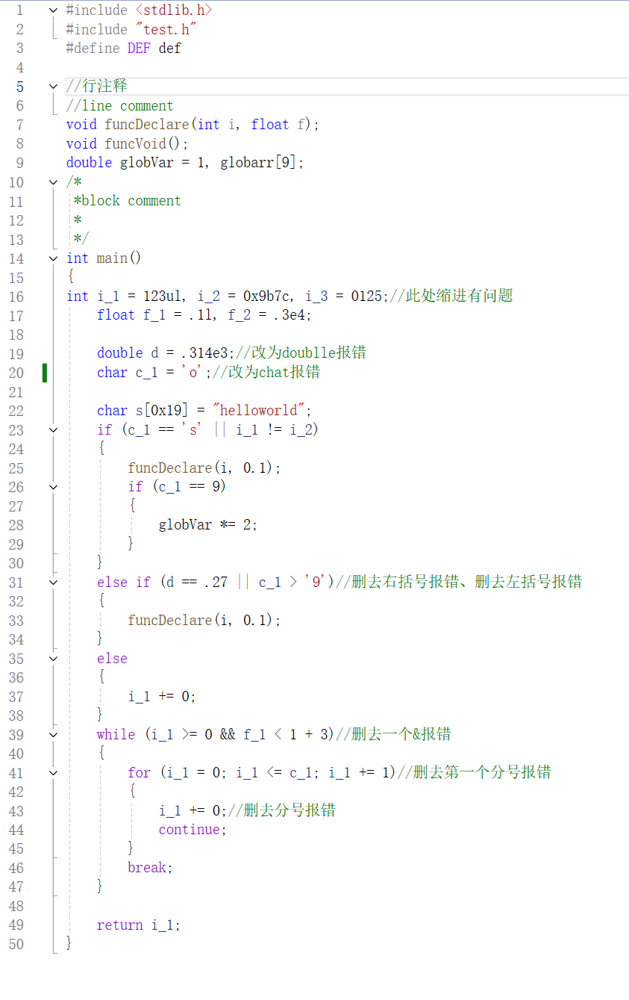 1 #include <stdlib.h>
2 #include "test.h"
3 #define DEF def
4
5 //行注释
6 //line comment
7 void funcDeclare(int i, float f);
8 void funcVoid();
9 double globVar = 1, globarr[9];
10 /*
11 *block comment
12 *
13 */
14 int main()
15 {
16 int i_1 = 123ul, i_2 = 0x9b7c, i_3 = 0125;//此处缩进有问题
17 float f_1 = .1l, f_2 = .3e4;
18
19 double d = .314e3;//改为doublle报错
20 char c_1 = 'o';//改为chat报错
21
22 char s[0x19] = "helloworld";
23 if (c_1 == 's' || i_1 != i_2)
24 {
25 funcDeclare(i, 0.1);
26 if (c_1 == 9)
27 {
28 globVar *= 2;
29 }
30 }
31 else if (d == .27 || c_1 > '9')//删去右括号报错、删去左括号报错
32 {
33 funcDeclare(i, 0.1);
34 }
35 else
36 {
37 i_1 += 0;
38 }
39 while (i_1 >= 0 && f_1 < 1 + 3)//删去一个&报错
40 {
41 for (i_1 = 0; i_1 <= c_1; i_1 += 1)//删去第一个分号报错
42 {
43 i_1 += 0;//删去分号报错
44 continue;
45 }
46 break;
47 }
48
49 return i_1;
50 }